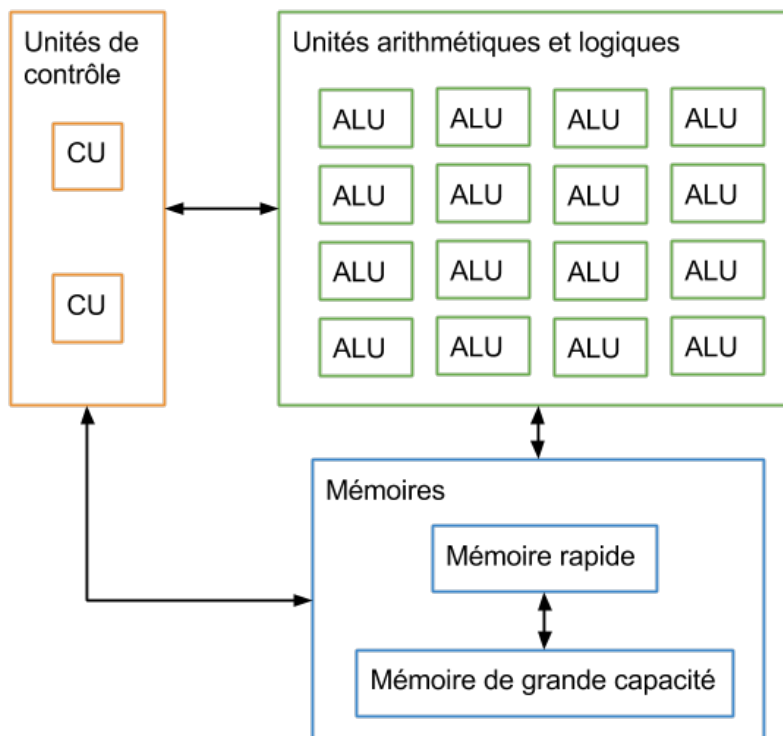 Unités de
contrôle
CU
CU
Unités arithmétiques et logiques
ALU ALU ALU ALU
ALU ALU ALU ALU
ALU ALU ALU ALU
ALU ALU ALU ALU
Mémoires
Mémoire rapide
Mémoire de grande capacité